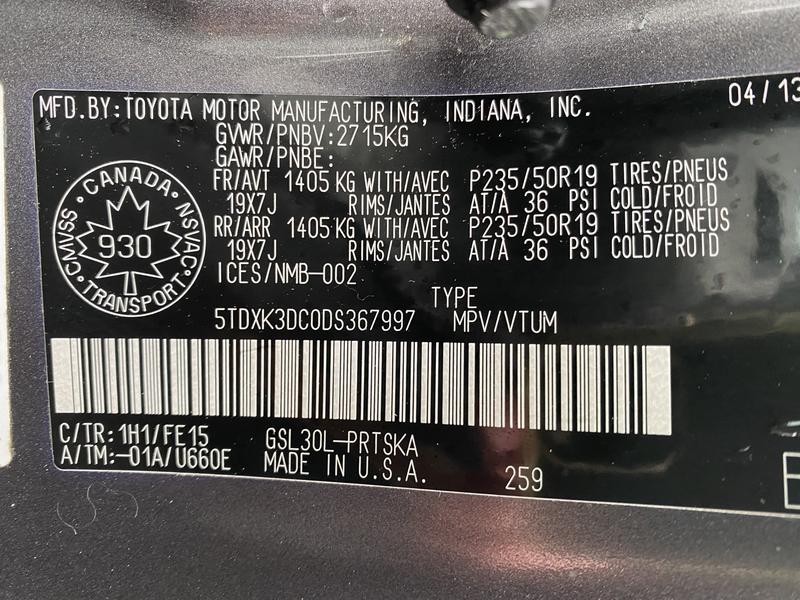 MFD.BY:TOYOTA MOTOR MANUFACTURING, INDIANA, INC. 04/13
GVWR/PNBV:2715KG
GAWR/PNBE:
FR/AVT 1405 KG WITH/AVEC P235/50R19 TIRES/PNEUS
19X7J RIMS/JANTES AT/A 36 PSI COLD/FROID
RR/ARR 1405 KG WITH/AVEC P235/50R19 TIRES/PNEUS
19X7J RIMS/JANTES AT/A 36 PSI COLD/FROID
ICES/NMB-002
CANADA
CMVSS 930 NSVAC
TRANSPORT
TYPE
5TDXK3DC0DS367997 MPV/VTUM
C/TR:1H1/FE15 GSL30L-PRTSKA
A/TM:-01A/U660E MADE IN U.S.A. 259